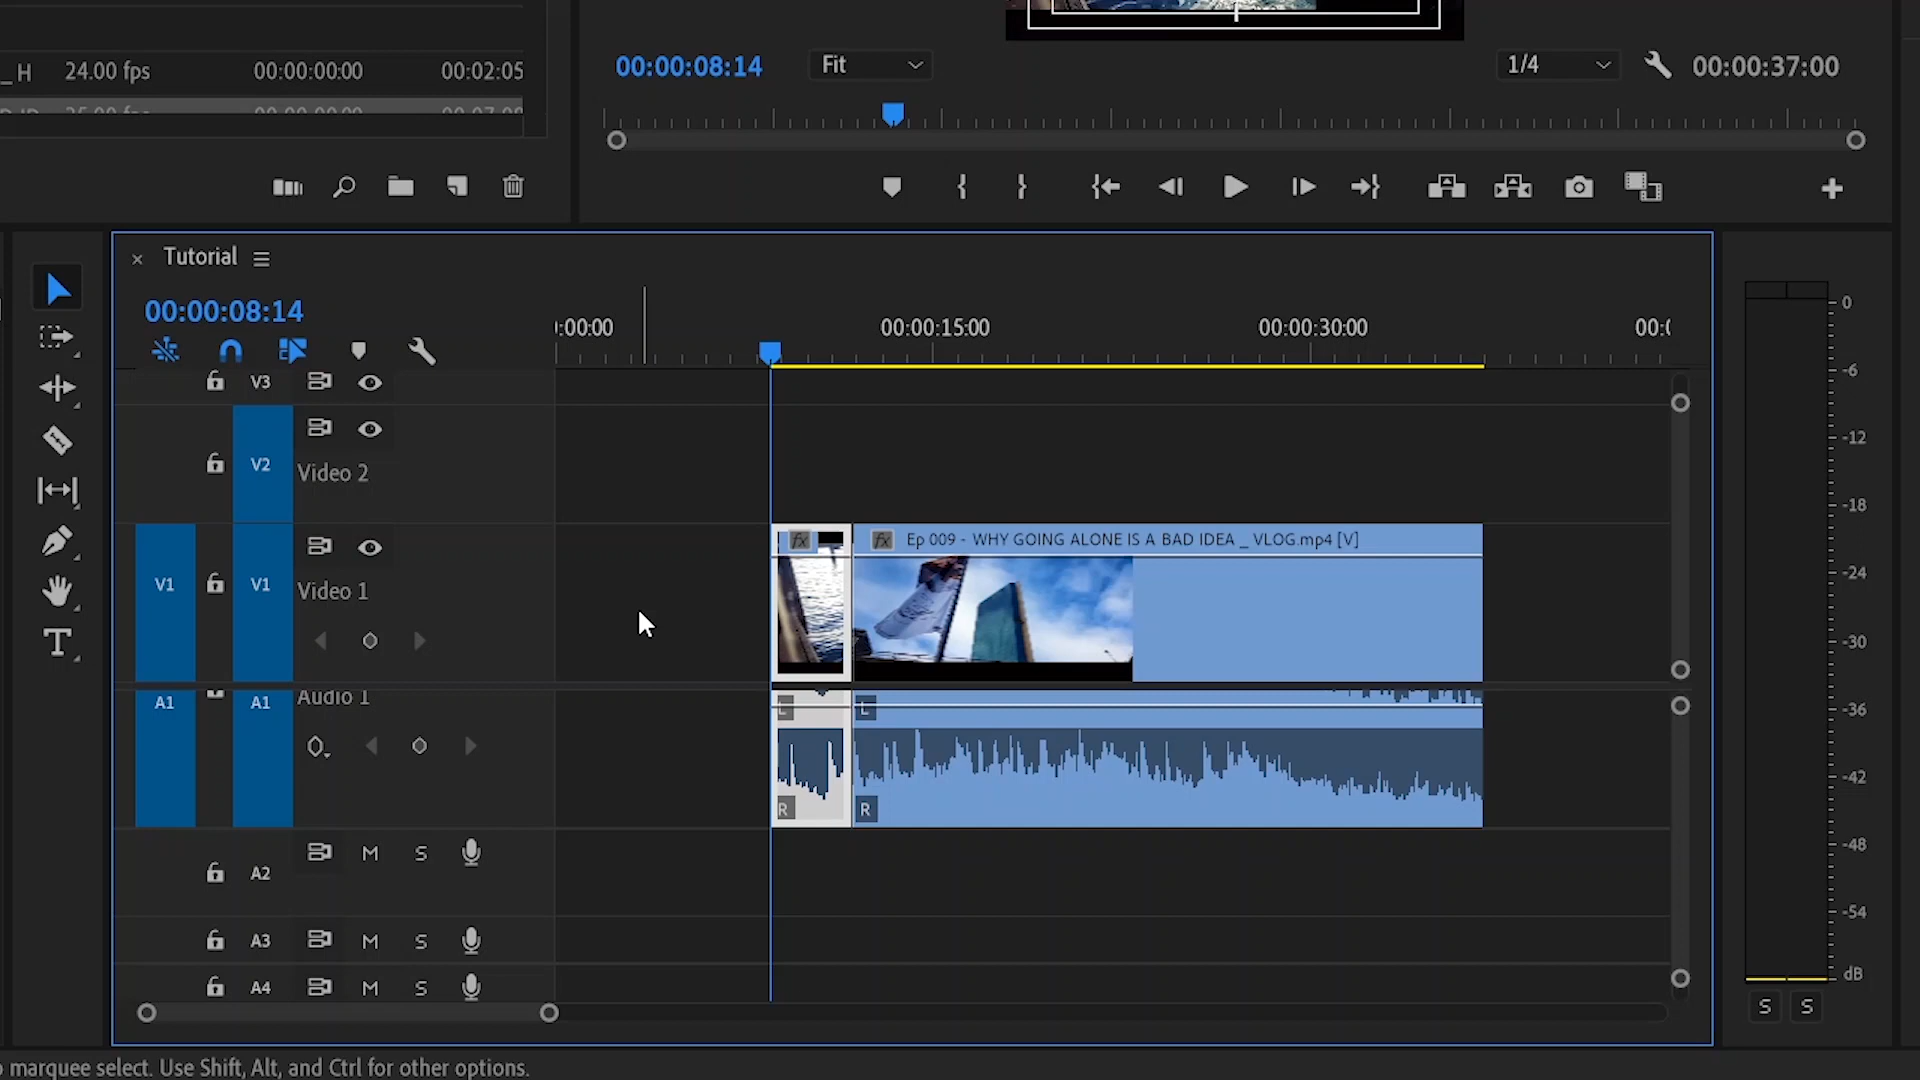 _H 24.00 fps 00:00:00:00 00:02:05
00:00:08:14 Fit 1/4 00:00:37:00
Tutorial
00:00:08:14
:00:00 00:00:15:00 00:00:30:00 00:0
V3
V2 Video 2
V1 V1 Video 1
fx fx Ep 009 - WHY GOING ALONE IS A BAD IDEA _ VLOG.mp4 [V]
A1 A1 Audio 1
L L
R R
A2 M S
A3 M S
A4 M S
0
-6
-12
-18
-24
-30
-36
-42
-48
-54
dB
S S
marquee select. Use Shift, Alt, and Ctrl for other options.